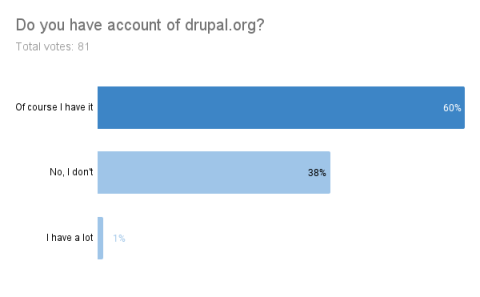 Do you have account of drupal.org?
Total votes: 81
Of course I have it 60%
No, I don't 38%
I have a lot 1%